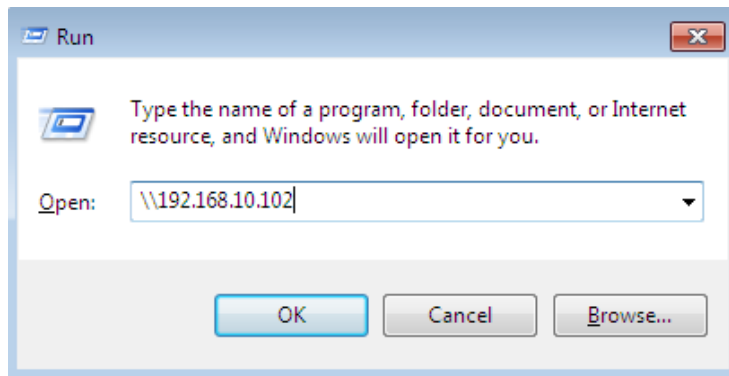 Run
Type the name of a program, folder, document, or Internet
resource, and Windows will open it for you.
Open: \\192.168.10.102
OK Cancel Browse...